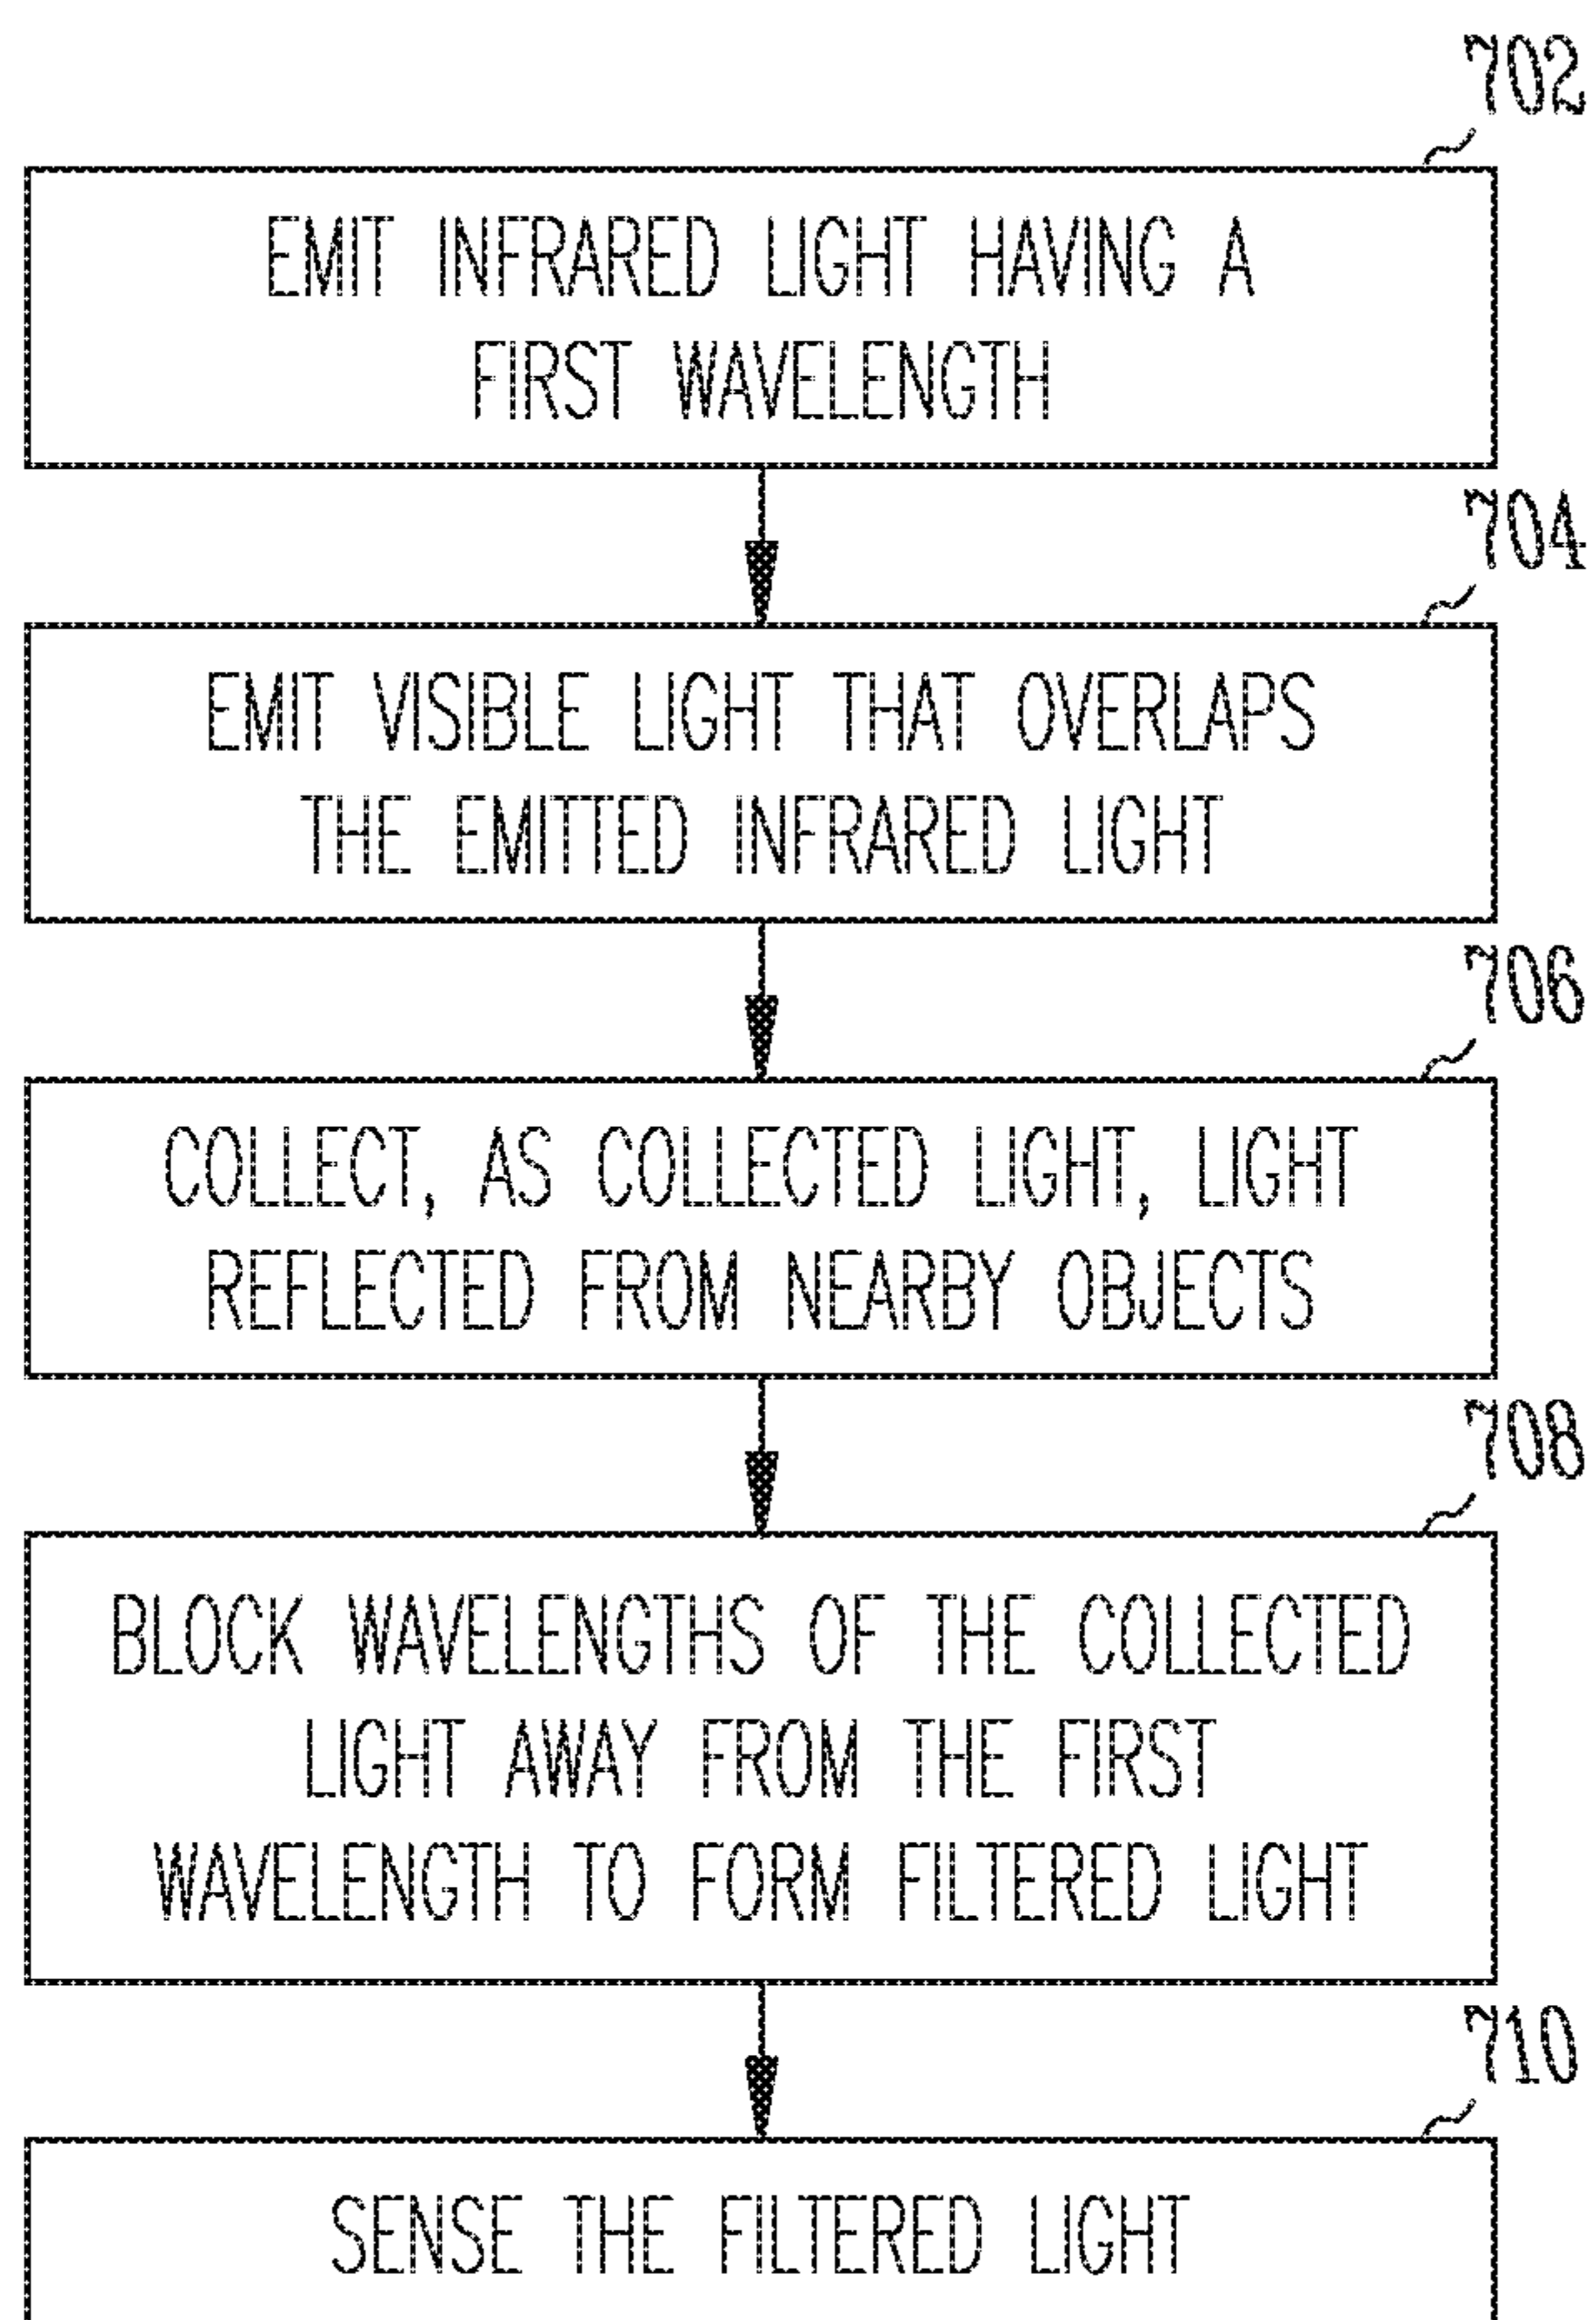 702
EMIT INFRARED LIGHT HAVING A
FIRST WAVELENGTH
704
EMIT VISIBLE LIGHT THAT OVERLAPS
THE EMITTED INFRARED LIGHT
706
COLLECT, AS COLLECTED LIGHT, LIGHT
REFLECTED FROM NEARBY OBJECTS
708
BLOCK WAVELENGTHS OF THE COLLECTED
LIGHT AWAY FROM THE FIRST
WAVELENGTH TO FORM FILTERED LIGHT
710
SENSE THE FILTERED LIGHT